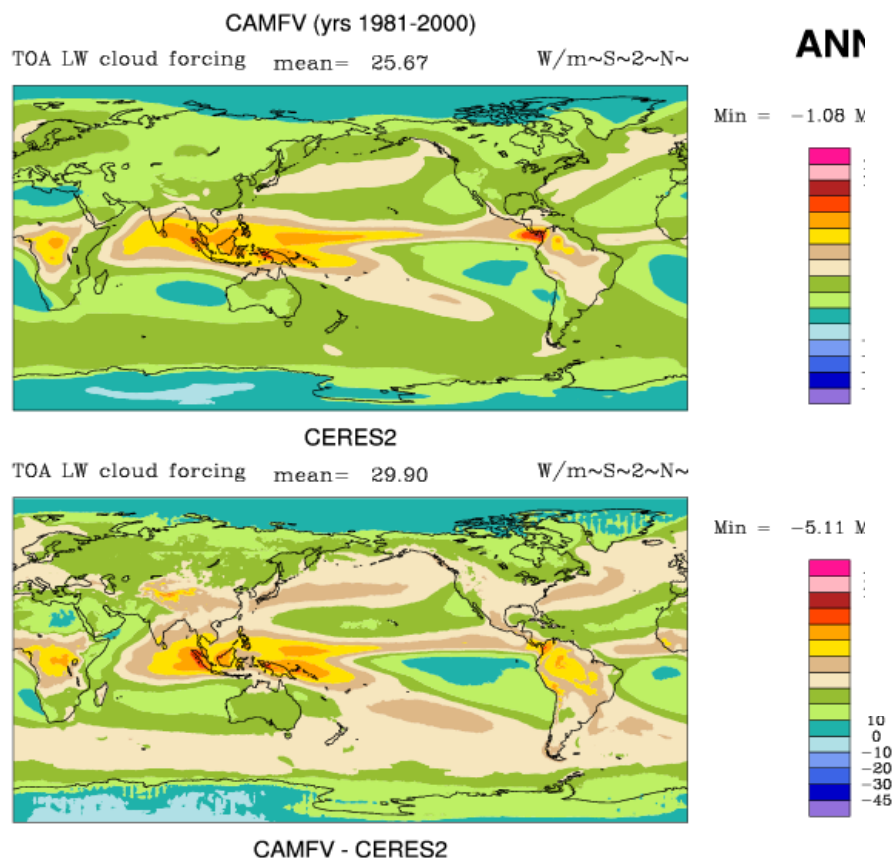 CAMFV (yrs 1981-2000)
TOA LW cloud forcing mean= 25.67 W/m~S~2~N~
ANN
Min = -1.08 M
CERES2
TOA LW cloud forcing mean= 29.90 W/m~S~2~N~
Min = -5.11 M
10
0
-10
-20
-30
-45
CAMFV - CERES2